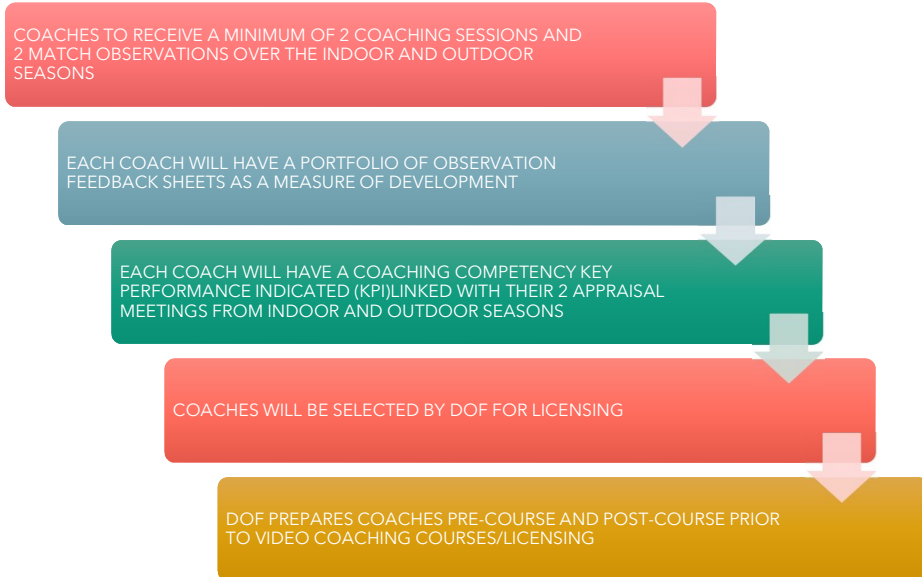 COACHES TO RECEIVE A MINIMUM OF 2 COACHING SESSIONS AND
2 MATCH OBSERVATIONS OVER THE INDOOR AND OUTDOOR
SEASONS
EACH COACH WILL HAVE A PORTFOLIO OF OBSERVATION
FEEDBACK SHEETS AS A MEASURE OF DEVELOPMENT
EACH COACH WILL HAVE A COACHING COMPETENCY KEY
PERFORMANCE INDICATED (KPI)LINKED WITH THEIR 2 APPRAISAL
MEETINGS FROM INDOOR AND OUTDOOR SEASONS
COACHES WILL BE SELECTED BY DOF FOR LICENSING
DOF PREPARES COACHES PRE-COURSE AND POST-COURSE PRIOR
TO VIDEO COACHING COURSES/LICENSING